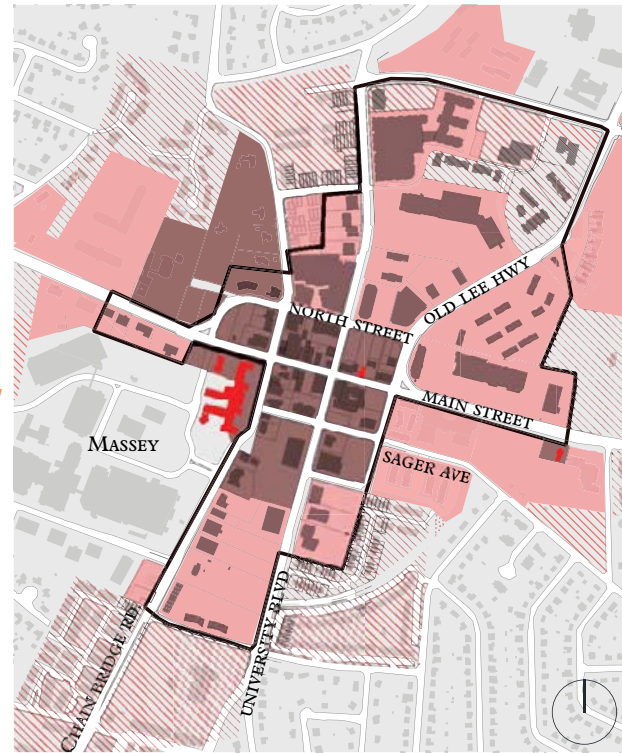 NORTH STREET
OLD LEE HWY
MAIN STREET
MASSEY
SAGER AVE
UNIVERSITY BLVD
CHAIN BRIDGE RD